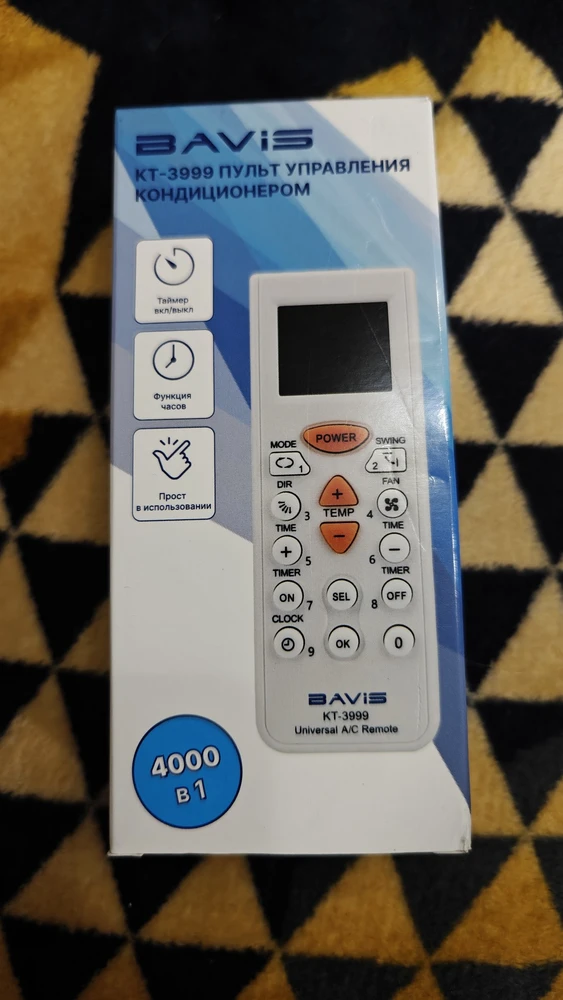 BAViS
КТ-3999 ПУЛЬТ УПРАВЛЕНИЯ
КОНДИЦИОНЕРОМ
Таймер
вкл/выкл
Функция
часов
Прост
в использовании
POWER
MODE
SWING
1
2
DIR
FAN
+
3
TEMP
4
TIME
−
TIME
+
5
6
−
TIMER
TIMER
ON
7
SEL
8
OFF
CLOCK
9
OK
0
BAViS
KT-3999
Universal A/C Remote
4000
в 1